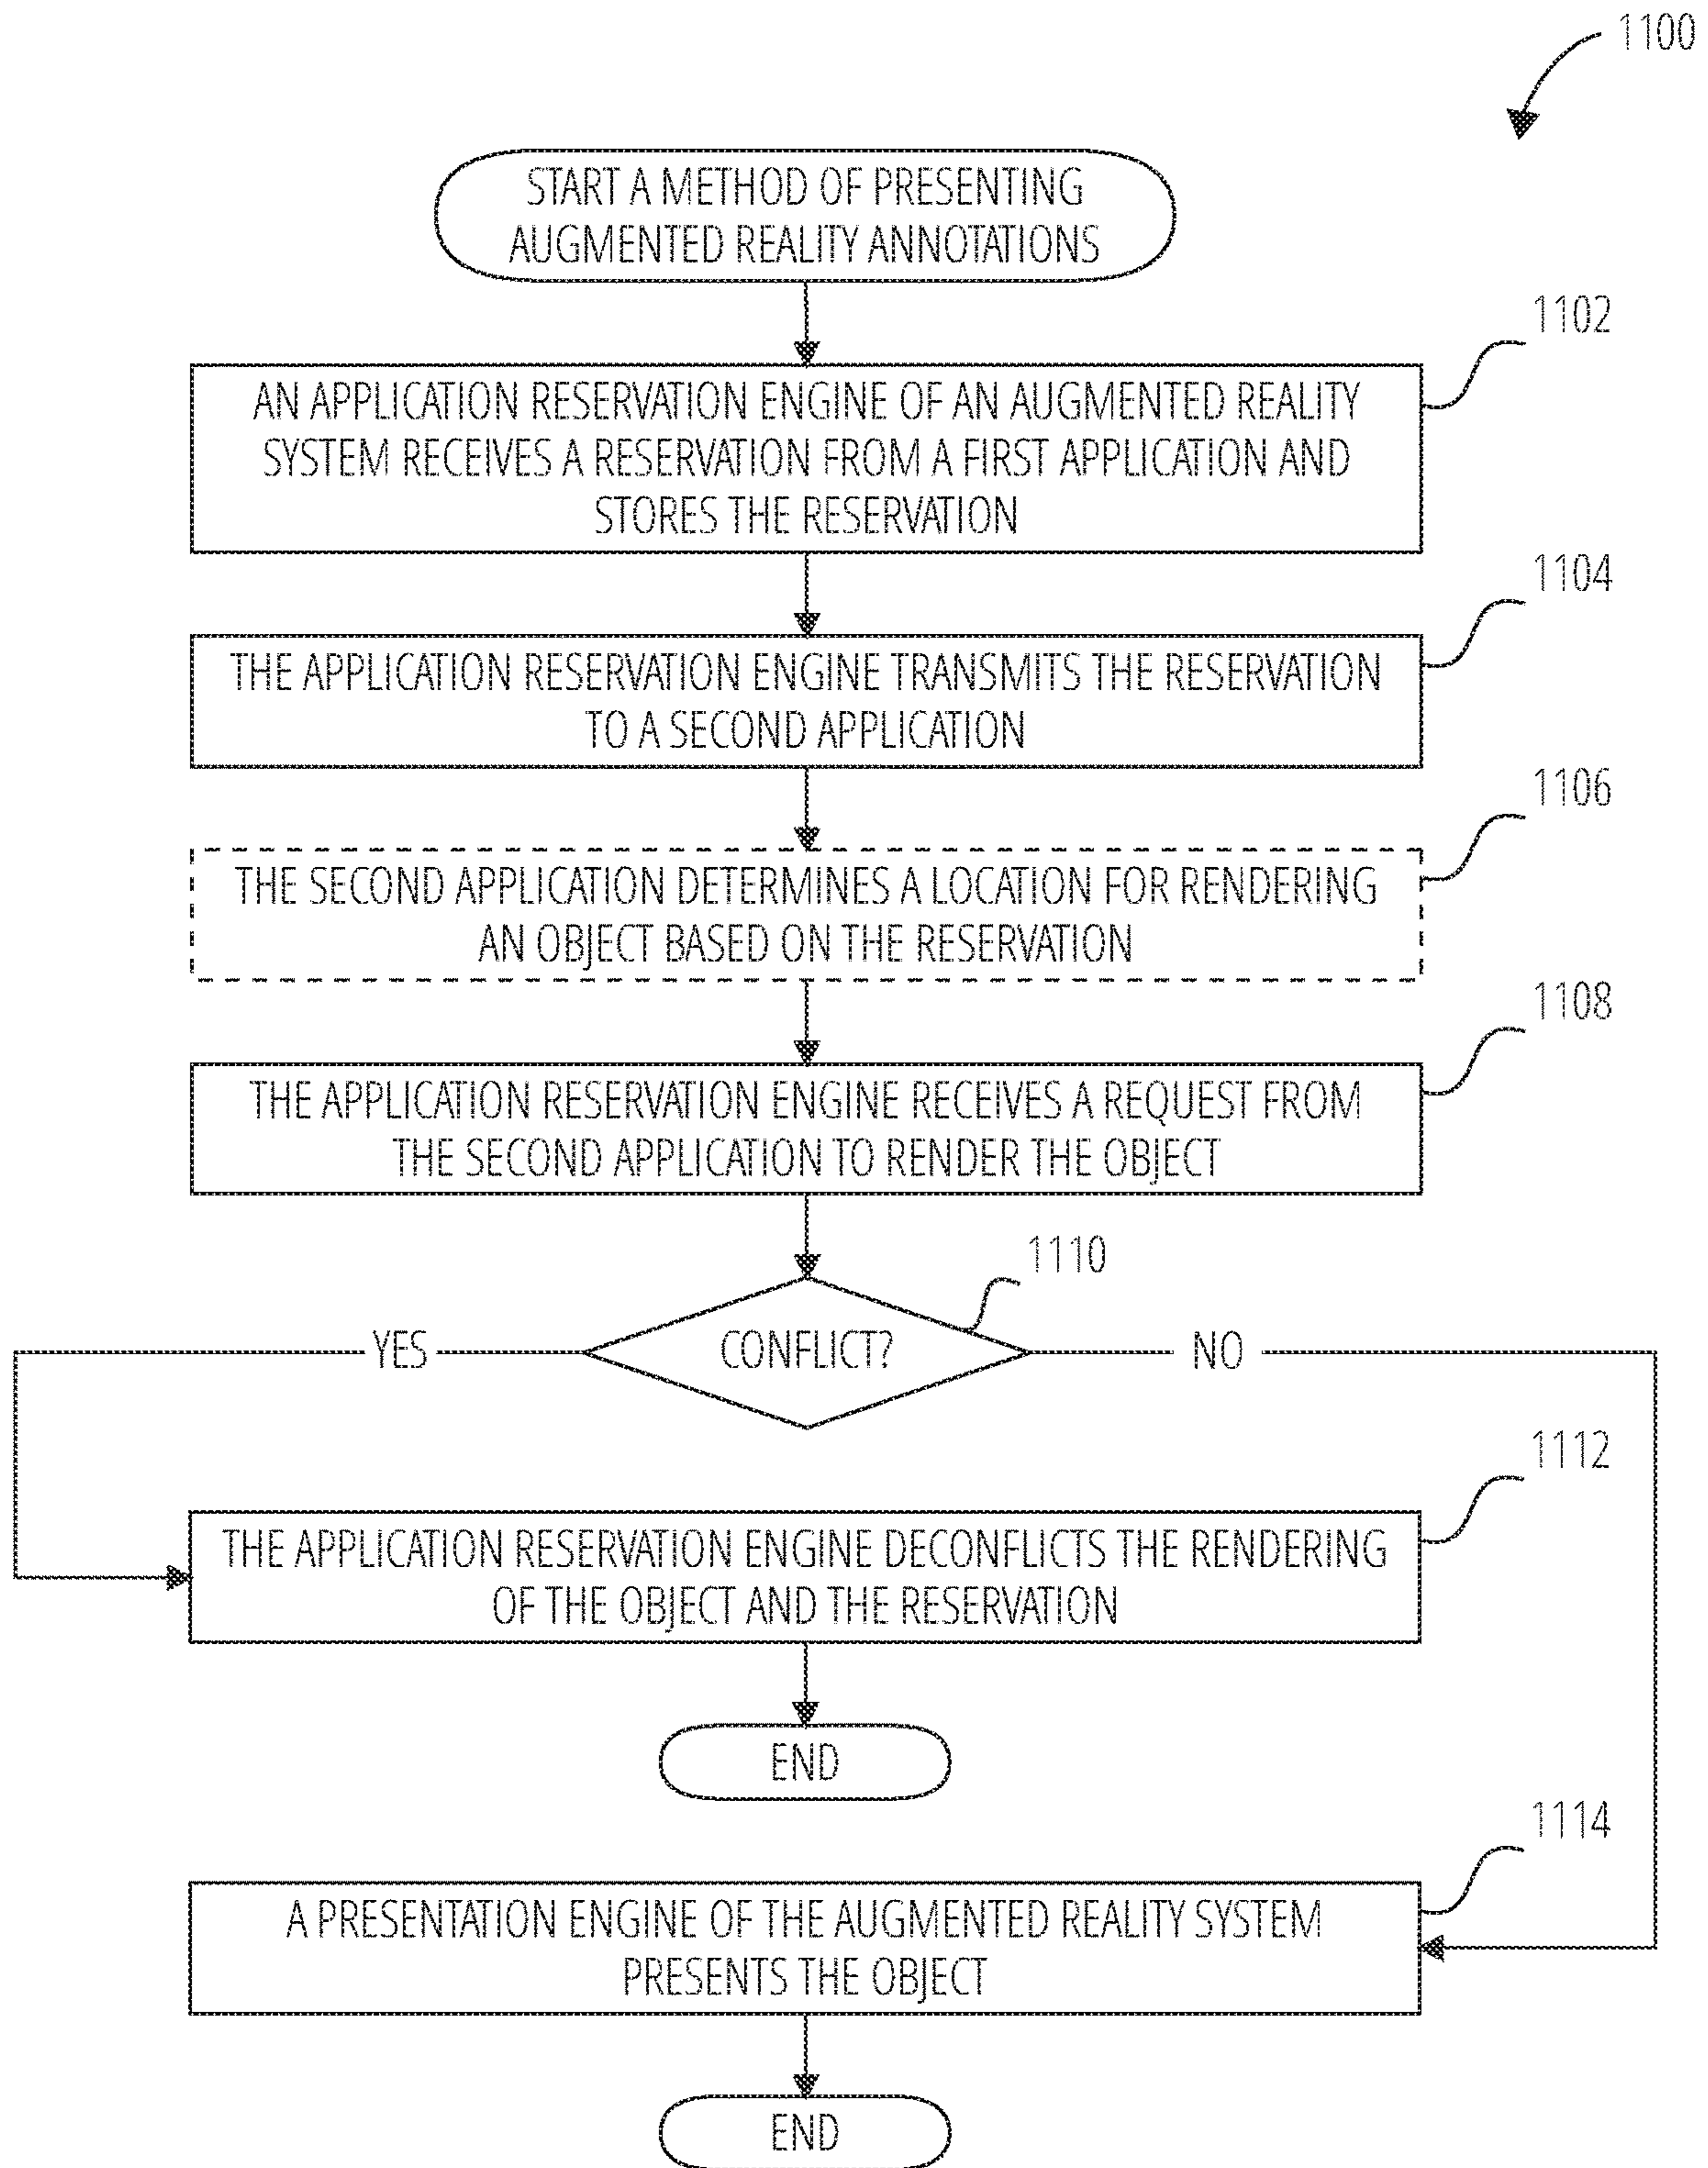 1100
START A METHOD OF PRESENTING
AUGMENTED REALITY ANNOTATIONS
1102
AN APPLICATION RESERVATION ENGINE OF AN AUGMENTED REALITY
SYSTEM RECEIVES A RESERVATION FROM A FIRST APPLICATION AND
STORES THE RESERVATION
1104
THE APPLICATION RESERVATION ENGINE TRANSMITS THE RESERVATION
TO A SECOND APPLICATION
1106
THE SECOND APPLICATION DETERMINES A LOCATION FOR RENDERING
AN OBJECT BASED ON THE RESERVATION
1108
THE APPLICATION RESERVATION ENGINE RECEIVES A REQUEST FROM
THE SECOND APPLICATION TO RENDER THE OBJECT
1110
YES
CONFLICT?
NO
1112
THE APPLICATION RESERVATION ENGINE DECONFLICTS THE RENDERING
OF THE OBJECT AND THE RESERVATION
END
1114
A PRESENTATION ENGINE OF THE AUGMENTED REALITY SYSTEM
PRESENTS THE OBJECT
END